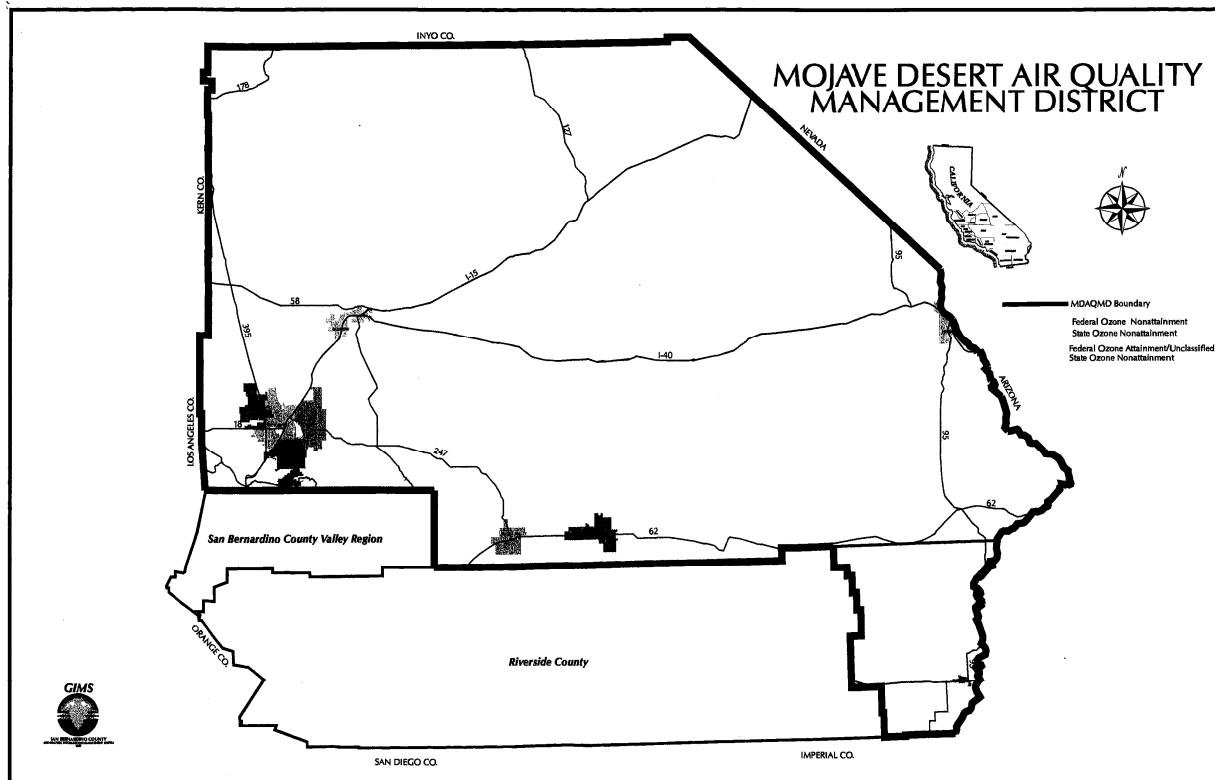 INYO CO.
MOJAVE DESERT AIR QUALITY
MANAGEMENT DISTRICT
178
127
NEVADA
CALIFORNIA
N
KERN CO.
I-15
95
58
395
I-40
MDAQMD Boundary
Federal Ozone Nonattainment
State Ozone Nonattainment
Federal Ozone Attainment/Unclassified
State Ozone Nonattainment
ARIZONA
LOS ANGELES CO.
18
247
95
62
62
San Bernardino County Valley Region
ORANGE CO.
Riverside County
95
GIMS
SAN BERNARDINO COUNTY
SAN DIEGO CO.
IMPERIAL CO.